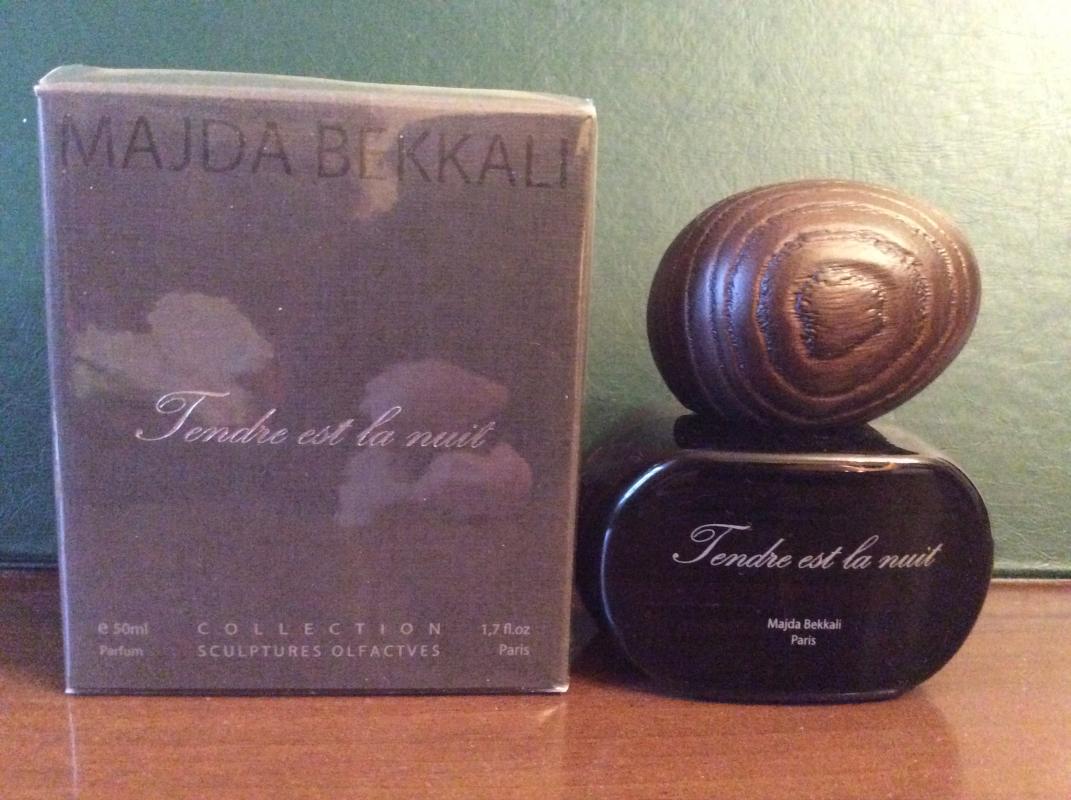 MAJDA BEKKALI
Tendre est la nuit
e 50ml COLLECTION 1,7 fl.oz
Parfum SCULPTURES OLFACTVES Paris
Tendre est la nuit
Majda Bekkali
Paris